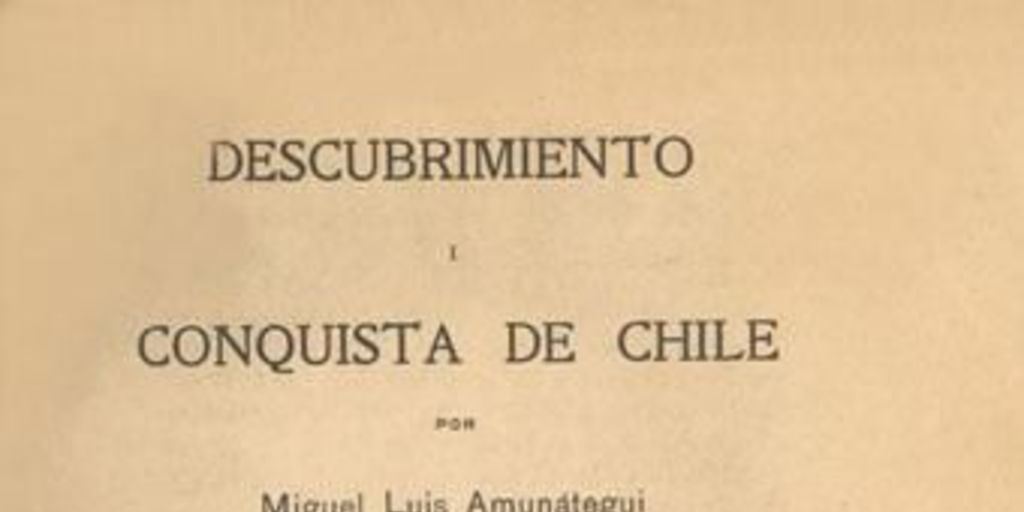 DESCUBRIMIENTO
I
CONQUISTA DE CHILE
POR
Miguel Luis Amunátegui